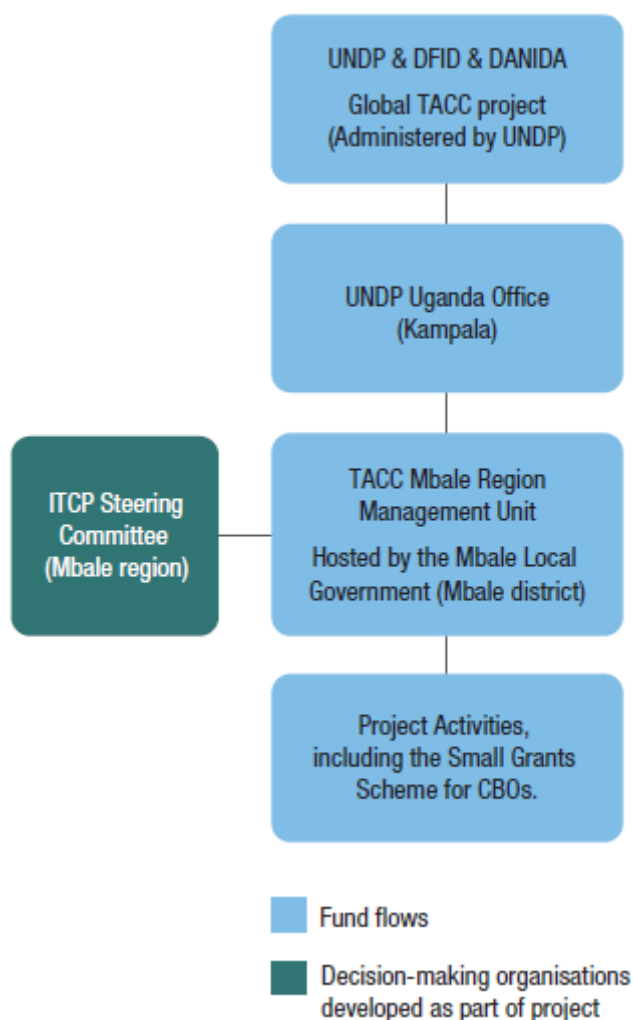 UNDP & DFID & DANIDA
Global TACC project
(Administered by UNDP)
UNDP Uganda Office
(Kampala)
ITCP Steering
Committee
(Mbale region)
TACC Mbale Region
Management Unit
Hosted by the Mbale Local
Government (Mbale district)
Project Activities,
including the Small Grants
Scheme for CBOs.
Fund flows
Decision-making organisations
developed as part of project